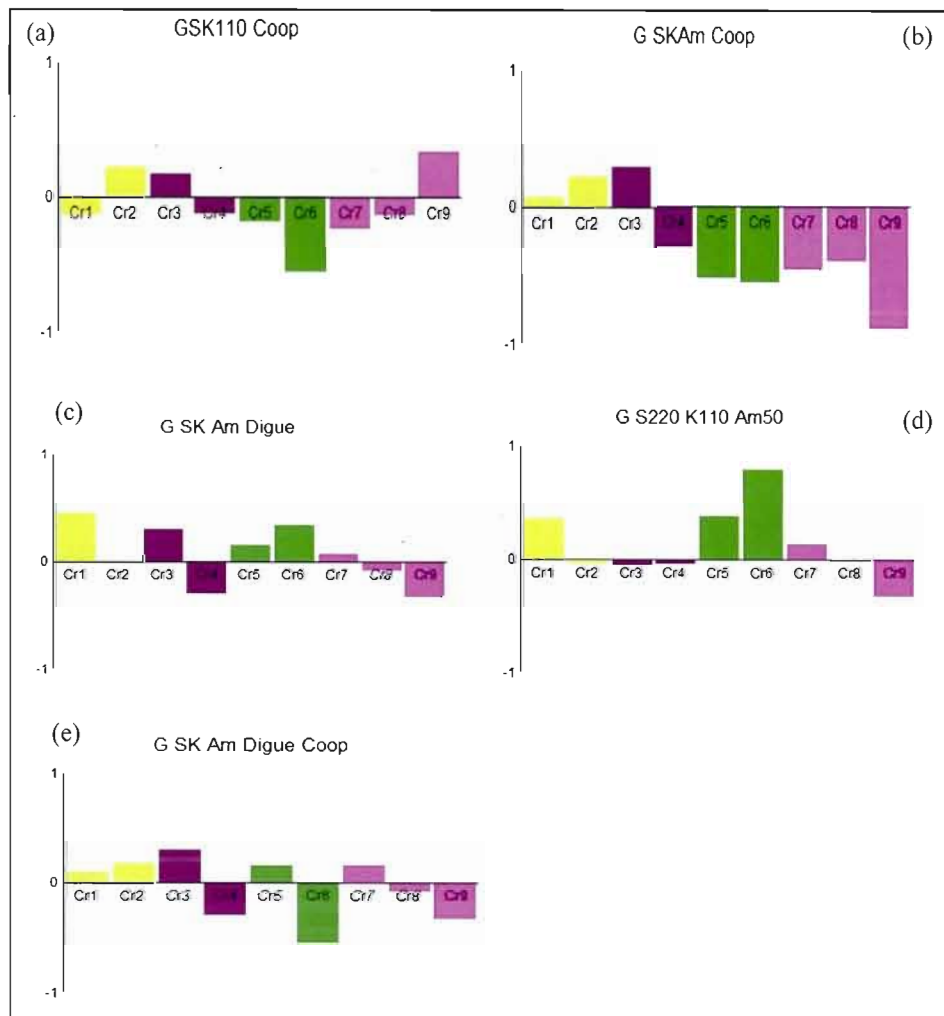 (a) GSK110 Coop
1
0
Cr1 Cr2 Cr3 Cr4 Cr5 Cr6 Cr7 Cr8 Cr9
-1
G SKAm Coop (b)
1
0
Cr1 Cr2 Cr3 Cr4 Cr5 Cr6 Cr7 Cr8 Cr9
-1
(c) G SK Am Digue
1
0
Cr1 Cr2 Cr3 Cr4 Cr5 Cr6 Cr7 Cr8 Cr9
-1
G S220 K110 Am50 (d)
1
0
Cr1 Cr2 Cr3 Cr4 Cr5 Cr6 Cr7 Cr8 Cr9
-1
(e) G SK Am Digue Coop
1
0
Cr1 Cr2 Cr3 Cr4 Cr5 Cr6 Cr7 Cr8 Cr9
-1